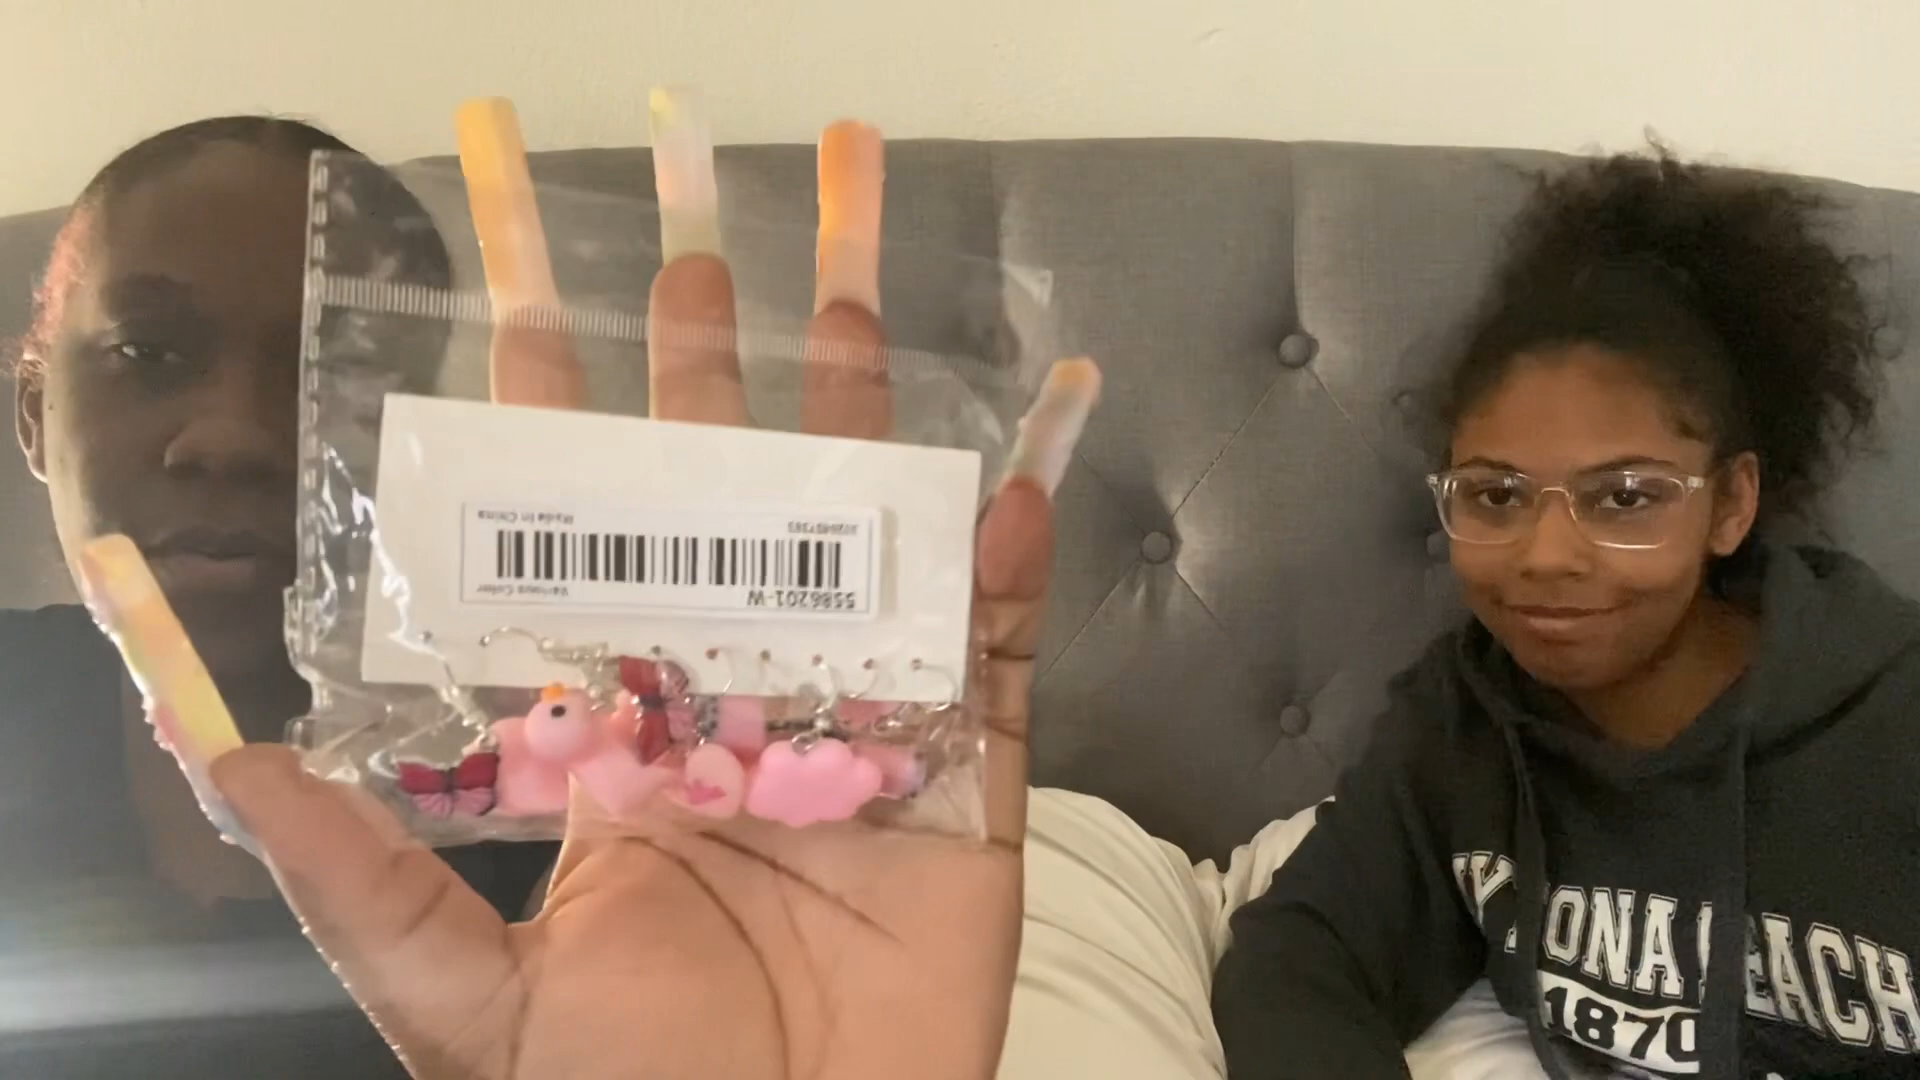 5586201-W
Various Color
Made In China
YTONA BEACH
1870